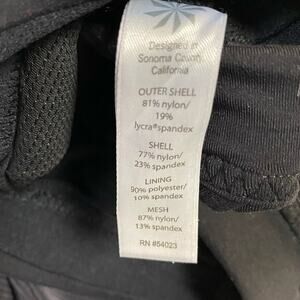 Designed in
Sonoma County,
California
OUTER SHELL
81% nylon/
19%
lycra®spandex
SHELL
77% nylon/
23% spandex
LINING
90% polyester/
10% spandex
MESH
87% nylon/
13% spandex
RN #54023